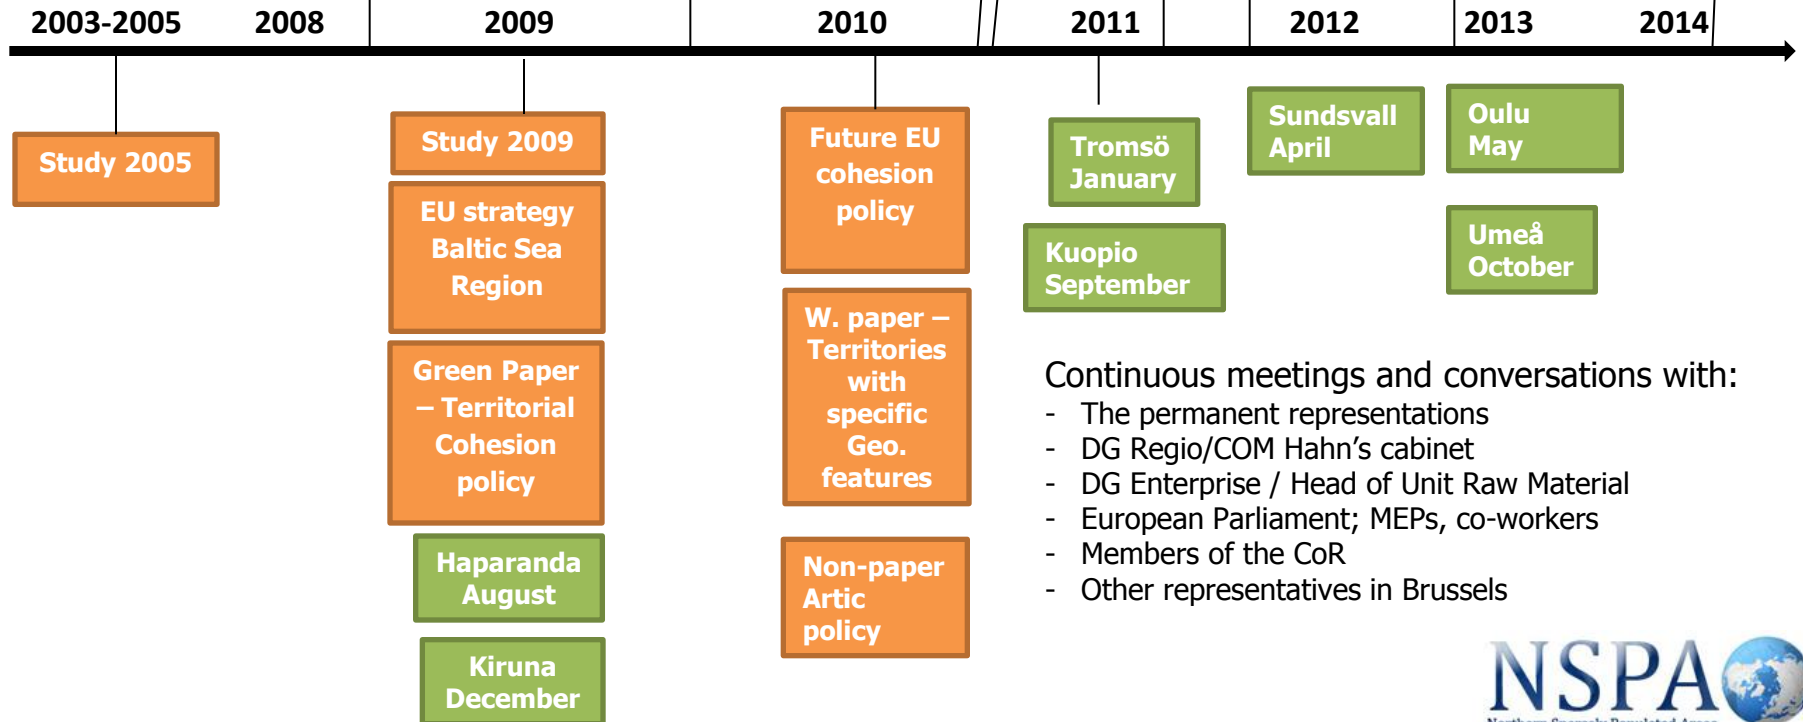 2003-2005 2008 2009 2010 2011 2012 2013 2014
Study 2005
Study 2009
EU strategy
Baltic Sea
Region
Green Paper
– Territorial
Cohesion
policy
Haparanda
August
Kiruna
December
Future EU
cohesion
policy
W. paper –
Territories
with
specific
Geo.
features
Non-paper
Artic
policy
Tromsö
January
Kuopio
September
Sundsvall
April
Oulu
May
Umeå
October
Continuous meetings and conversations with:
- The permanent representations
- DG Regio/COM Hahn’s cabinet
- DG Enterprise / Head of Unit Raw Material
- European Parliament; MEPs, co-workers
- Members of the CoR
- Other representatives in Brussels
NSPA
Northern Sparsely Populated Areas